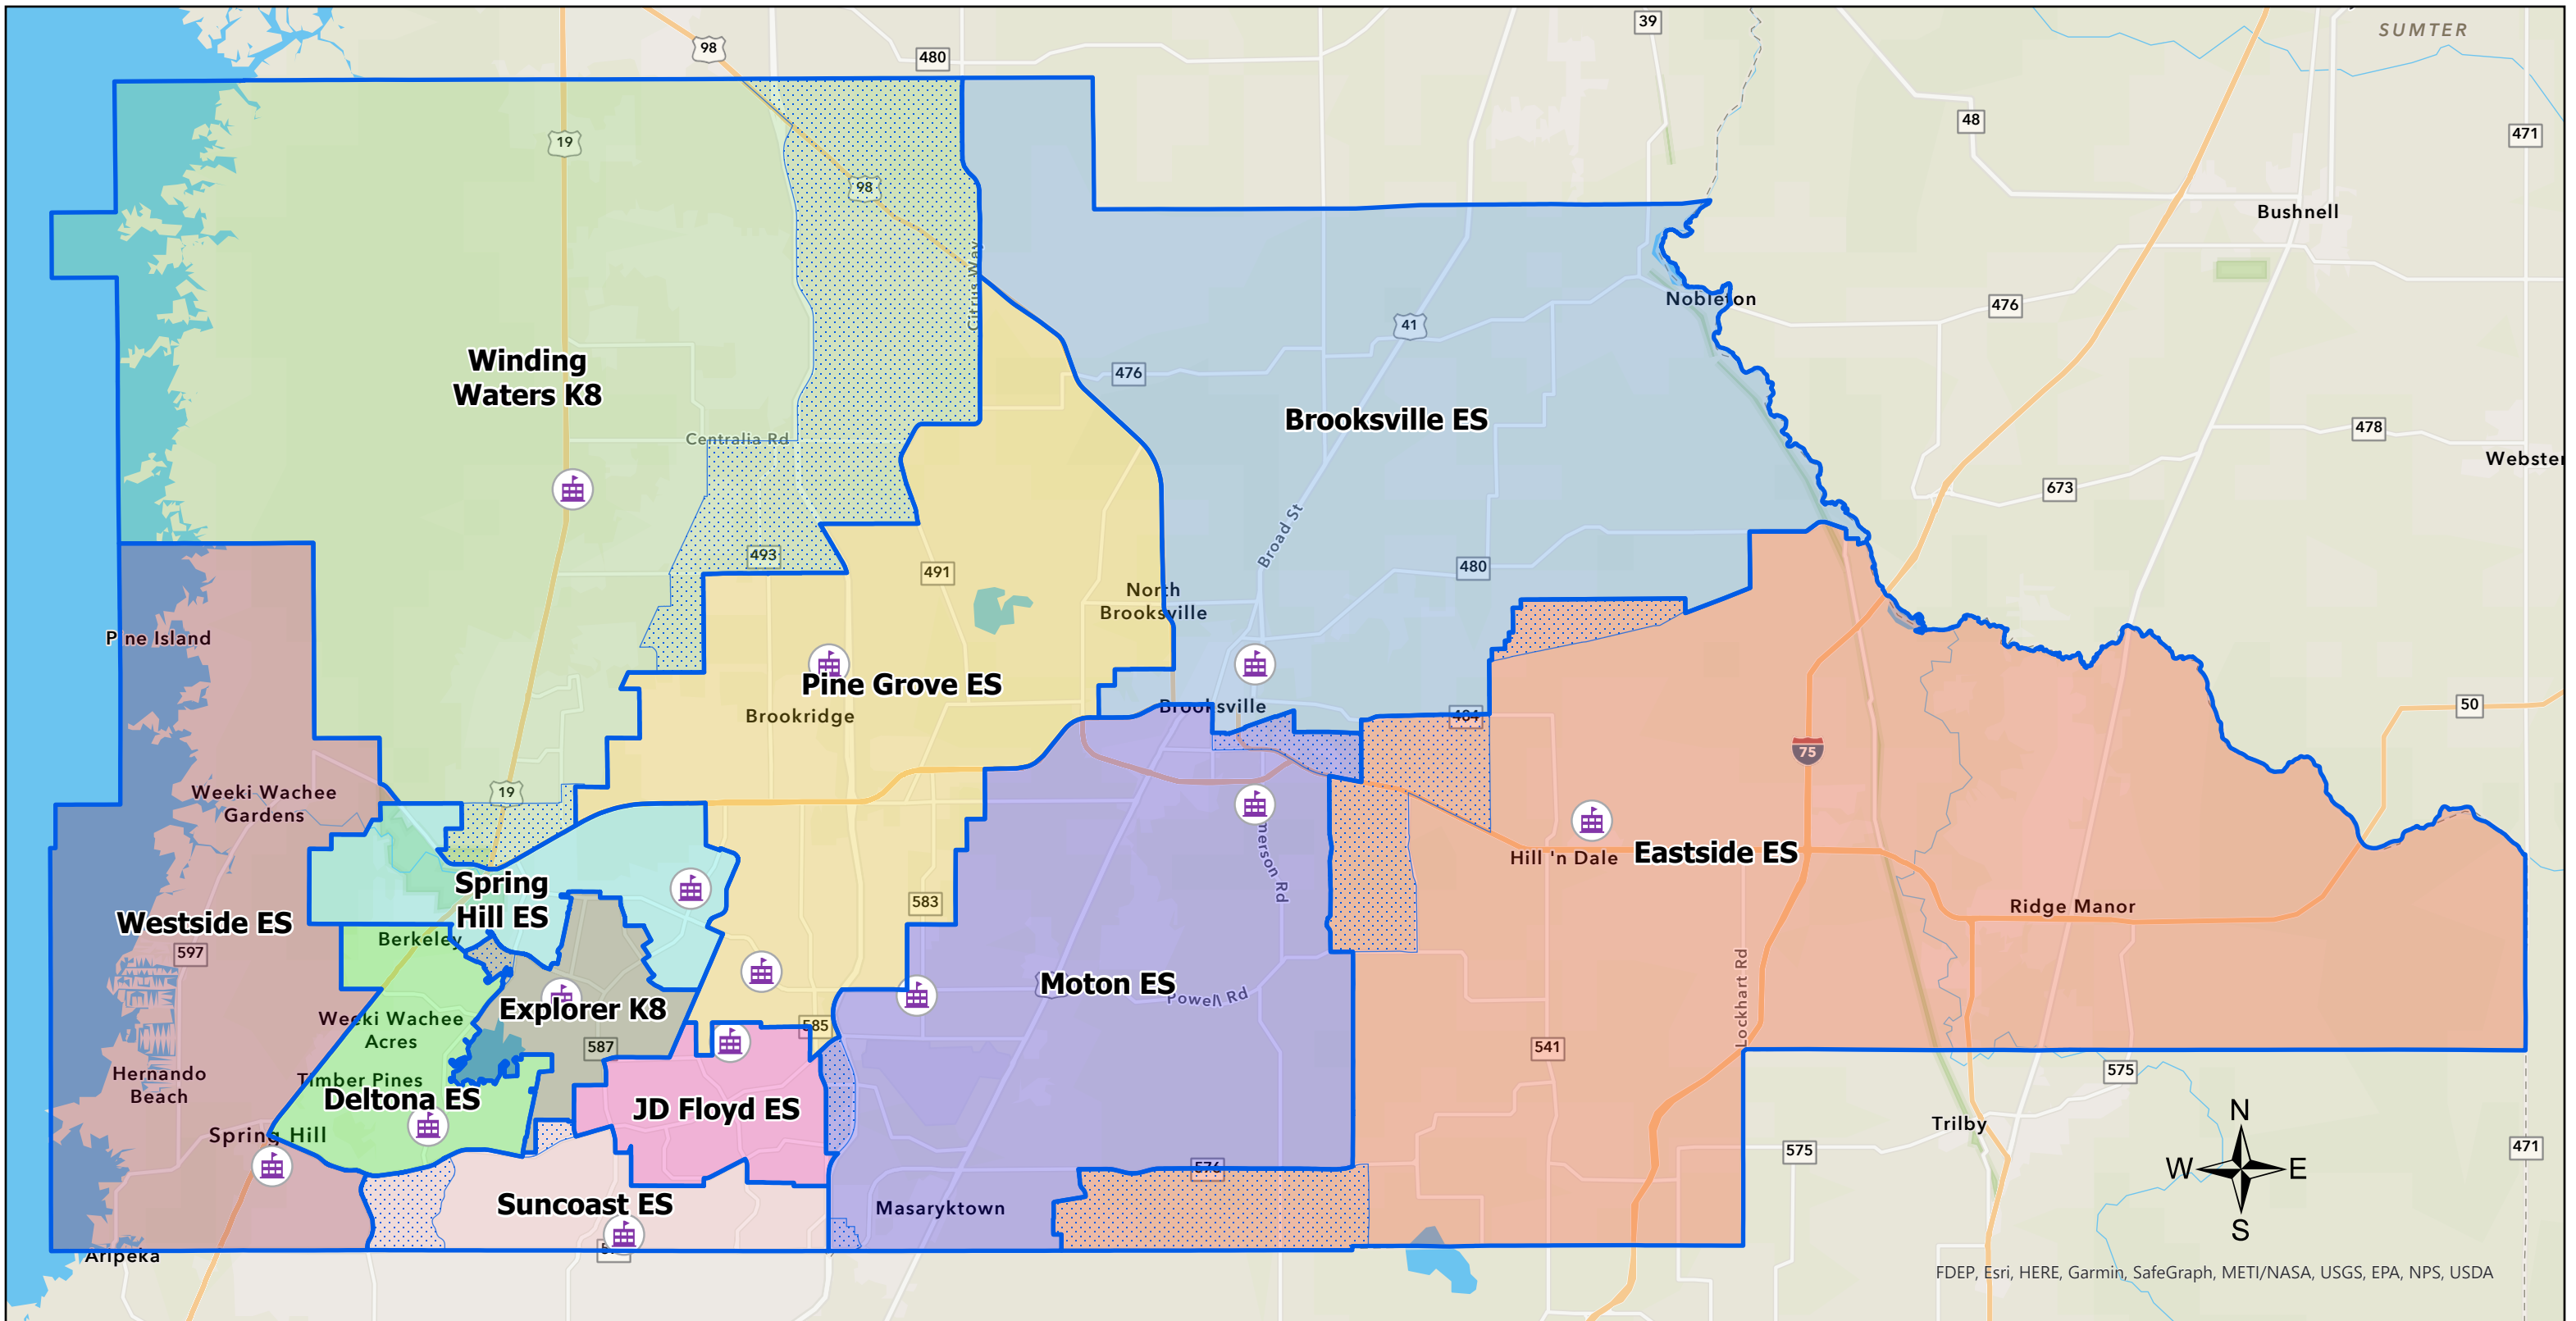 39
SUMTER
98
480
48
471
19
98
Bushnell
Citrus Way
Nobleton
476
41
Winding
Waters K8
476
Brooksville ES
478
Centralia Rd
Webster
673
Broad St
493
491
480
North
Brooksville
Pine Island
Pine Grove ES
Brookridge
Brooksville
484
50
75
Weeki Wachee
Gardens
19
merson Rd
Hill 'n Dale
Eastside ES
Spring
Hill ES
583
Ridge Manor
Westside ES
Berkeley
597
Moton ES
Powell Rd
Lockhart Rd
Explorer K8
Weeki Wachee
Acres
585
587
541
Hernando
Beach
Timber Pines
Deltona ES
JD Floyd ES
575
Trilby
N
Spring Hill
575
471
576
W
E
Suncoast ES
Masaryktown
S
Aripeka
FDEP, Esri, HERE, Garmin, SafeGraph, METI/NASA, USGS, EPA, NPS, USDA